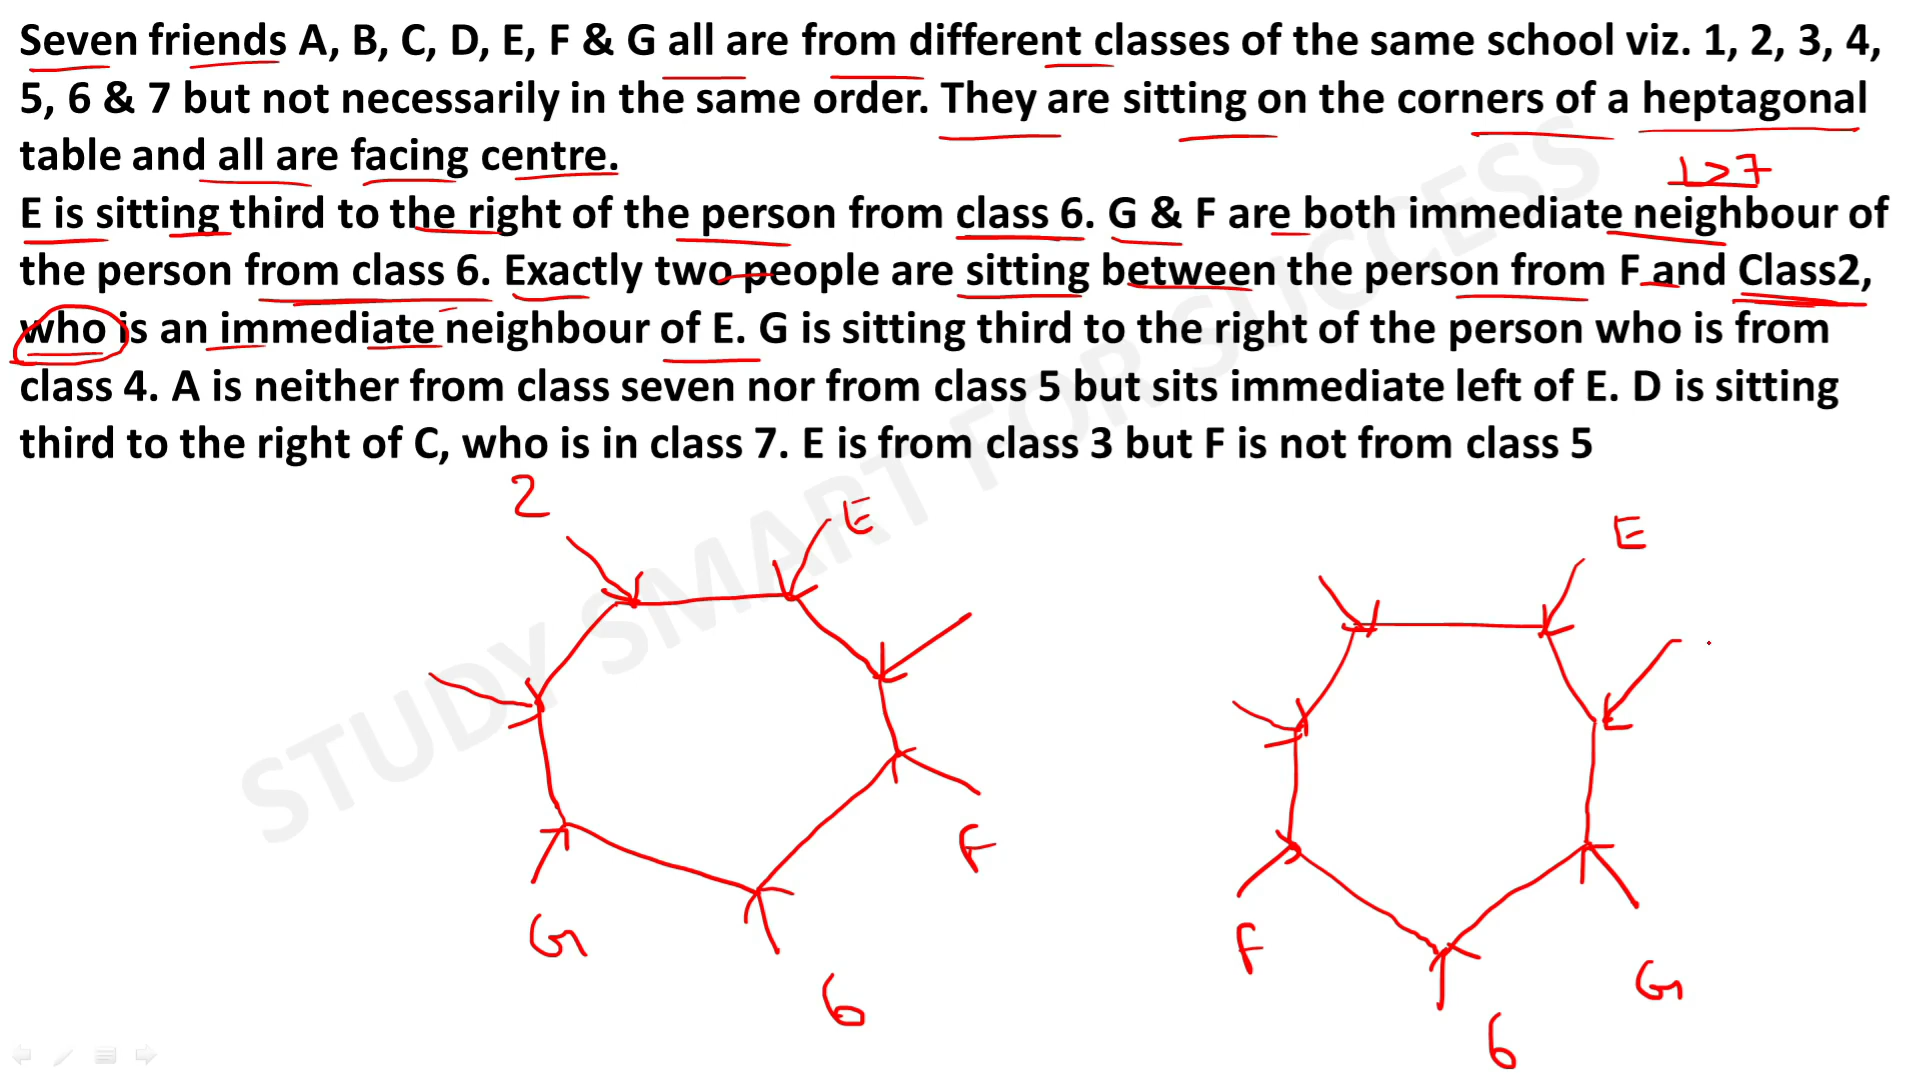 Seven friends A, B, C, D, E, F & G all are from different classes of the same school viz. 1, 2, 3, 4,
5, 6 & 7 but not necessarily in the same order. They are sitting on the corners of a heptagonal
table and all are facing centre.
1>7
E is sitting third to the right of the person from class 6. G & F are both immediate neighbour of
the person from class 6. Exactly two people are sitting between the person from F and Class2,
who is an immediate neighbour of E. G is sitting third to the right of the person who is from
class 4. A is neither from class seven nor from class 5 but sits immediate left of E. D is sitting
third to the right of C, who is in class 7. E is from class 3 but F is not from class 5
2
E
E
F
F
G
G
6
6
STUDY SMART FOR SUCCESS